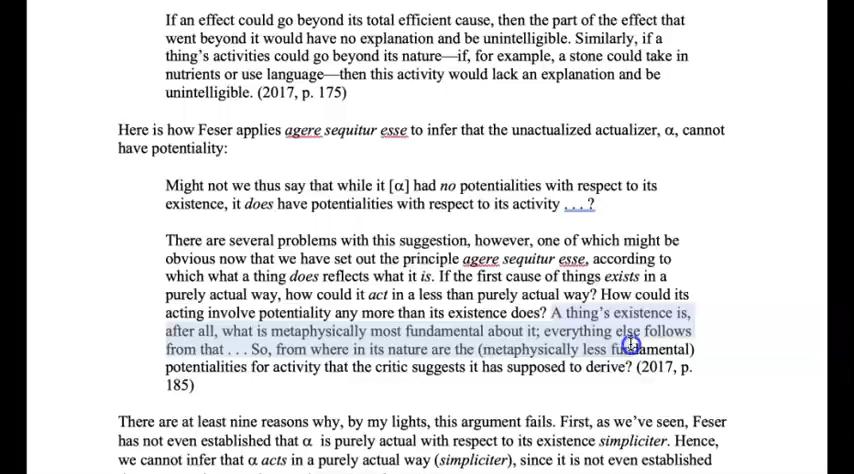 If an effect could go beyond its total efficient cause, then the part of the effect that
went beyond it would have no explanation and be unintelligible. Similarly, if a
thing's activities could go beyond its nature—if, for example, a stone could take in
nutrients or use language—then this activity would lack an explanation and be
unintelligible. (2017, p. 175)
Here is how Feser applies agere sequitur esse to infer that the unactualized actualizer, α, cannot
have potentiality:
Might not we thus say that while it [α] had no potentialities with respect to its
existence, it does have potentialities with respect to its activity . . . ?
There are several problems with this suggestion, however, one of which might be
obvious now that we have set out the principle agere sequitur esse, according to
which what a thing does reflects what it is. If the first cause of things exists in a
purely actual way, how could it act in a less than purely actual way? How could its
acting involve potentiality any more than its existence does? A thing's existence is,
after all, what is metaphysically most fundamental about it; everything else follows
from that . . . So, from where in its nature are the (metaphysically less fundamental)
potentialities for activity that the critic suggests it has supposed to derive? (2017, p.
185)
There are at least nine reasons why, by my lights, this argument fails. First, as we've seen, Feser
has not even established that α is purely actual with respect to its existence simpliciter. Hence,
we cannot infer that α acts in a purely actual way (simpliciter), since it is not even established